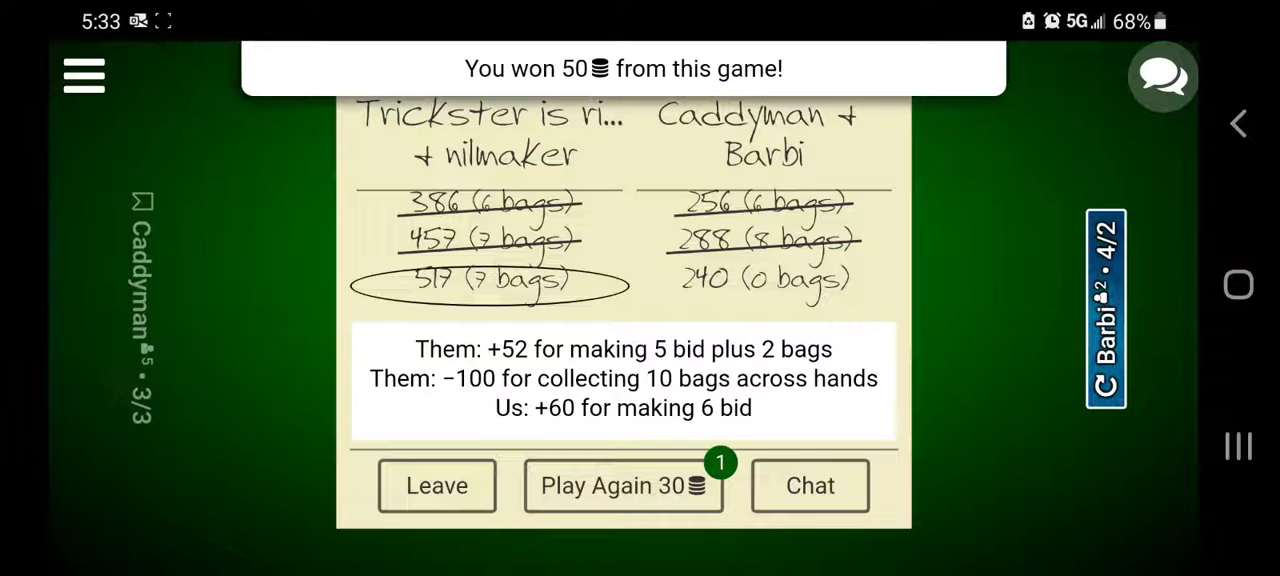 5:33
5G 68%
You won 50 from this game!
Trickster is ri... & nilmaker
Caddyman & Barbi
386 (6 bags) 256 (6 bags)
457 (7 bags) 288 (8 bags)
517 (7 bags) 240 (0 bags)
Them: +52 for making 5 bid plus 2 bags
Them: −100 for collecting 10 bags across hands
Us: +60 for making 6 bid
Leave
Play Again 30
1
Chat
Caddyman 5 • 3/3
Barbi 2 • 4/2